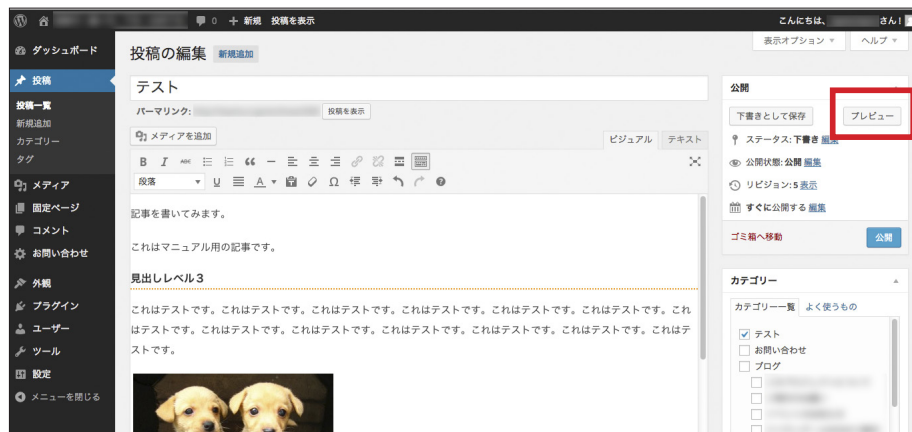 0 + 新規 投稿を表示
こんにちは、 さん!
ダッシュボード
投稿
投稿一覧
新規追加
カテゴリー
タグ
メディア
固定ページ
コメント
お問い合わせ
外観
プラグイン
ユーザー
ツール
設定
メニューを閉じる
表示オプション ヘルプ
投稿の編集 新規追加
テスト
パーマリンク: 投稿を表示
メディアを追加
ビジュアル テキスト
B I ABC
段落 U A Ω
記事を書いてみます。
これはマニュアル用の記事です。
見出しレベル3
これはテストです。これはテストです。これはテストです。これはテストです。これはテストです。これはテストです。これ
はテストです。これはテストです。これはテストです。これはテストです。これはテストです。これはテストです。これはテ
ストです。
公開
下書きとして保存 プレビュー
ステータス: 下書き 編集
公開状態: 公開 編集
リビジョン: 5 表示
すぐに公開する 編集
ゴミ箱へ移動 公開
カテゴリー
カテゴリー一覧 よく使うもの
テスト
お問い合わせ
ブログ